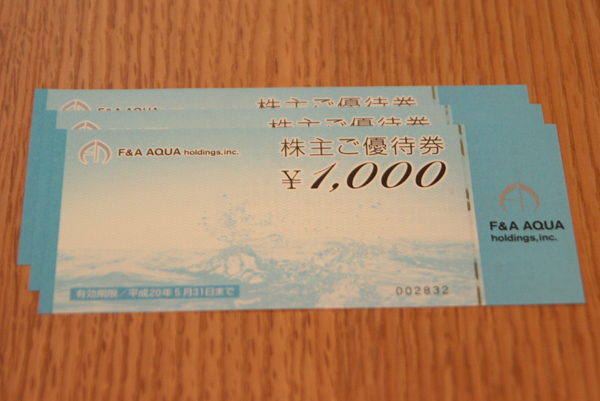 株主ご優待券
株主ご優待券
F&A AQUA holdings,inc.
株主ご優待券
¥1,000
有効期限/平成20年5月31日まで
002832
F&A AQUA
holdings,inc.